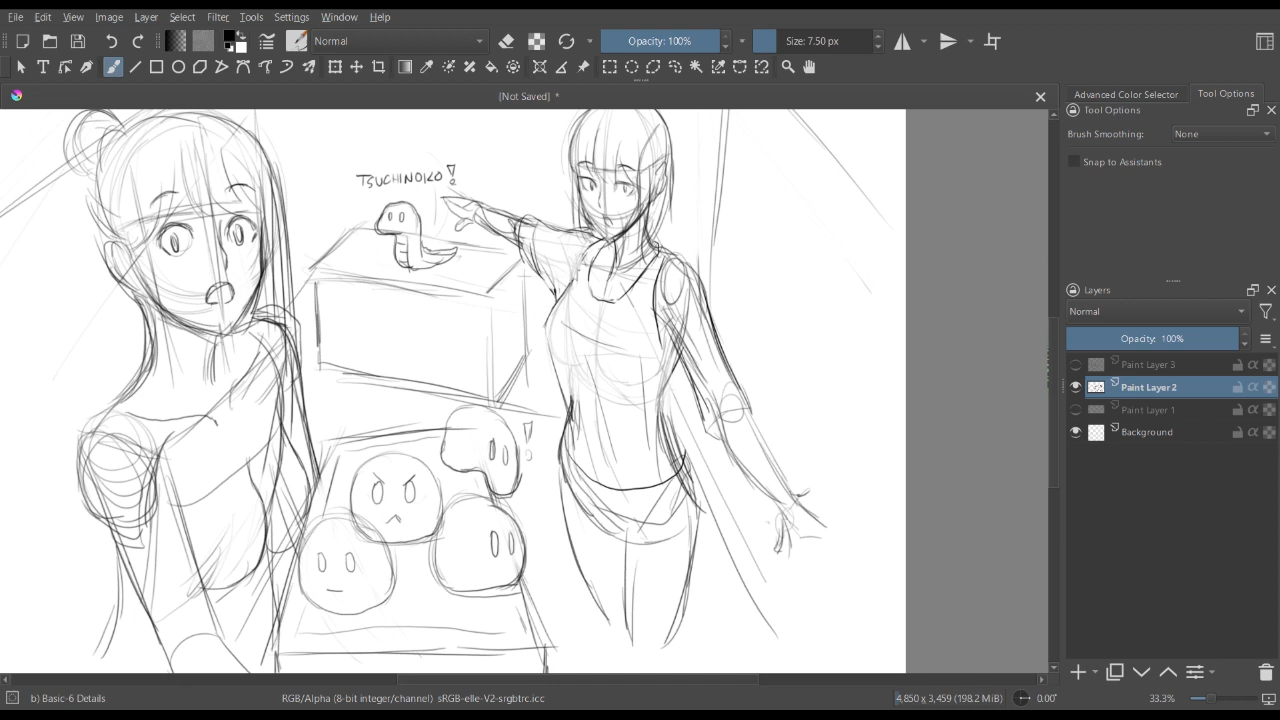 File Edit View Image Layer Select Filter Tools Settings Window Help
Normal Opacity: 100% Size: 7.50 px
[Not Saved] *
Advanced Color Selector Tool Options
Tool Options
Brush Smoothing: None
Snap to Assistants
TSUCHINOKO!
!
Layers
Normal
Opacity: 100%
Paint Layer 3
Paint Layer 2
Paint Layer 1
Background
b) Basic-6 Details RGB/Alpha (8-bit integer/channel) sRGB-elle-V2-srgbtrc.icc 4,850 x 3,459 (198.2 MiB) 0.00° 33.3%